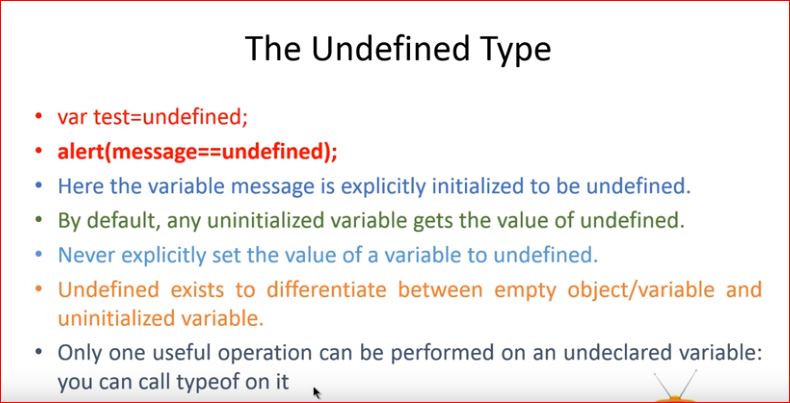 The Undefined Type
• var test=undefined;
• alert(message==undefined);
• Here the variable message is explicitly initialized to be undefined.
• By default, any uninitialized variable gets the value of undefined.
• Never explicitly set the value of a variable to undefined.
• Undefined exists to differentiate between empty object/variable and
uninitialized variable.
• Only one useful operation can be performed on an undeclared variable:
you can call typeof on it